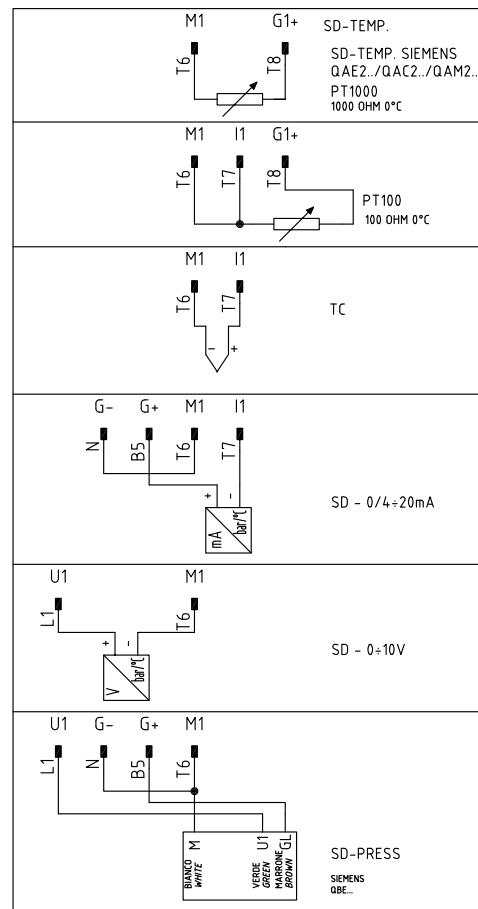 M1 G1+ SD-TEMP.
T6 T8
SD-TEMP. SIEMENS
QAE2../QAC2../QAM2..
PT1000
1000 OHM 0°C
M1 I1 G1+
T6 T7 T8
PT100
100 OHM 0°C
M1 I1
T6 T7
- +
TC
G- G+ M1 I1
N B5 T6 T7
+ -
mA bar/°C
SD - 0/4÷20mA
U1 M1
L1 T6
+ -
V bar/°C
SD - 0÷10V
U1 G- G+ M1
L1 N B5 T6
M U1 GL
BIANCO
WHITE
VERDE
GREEN
MARRONE
BROWN
SD-PRESS
SIEMENS
QBE...